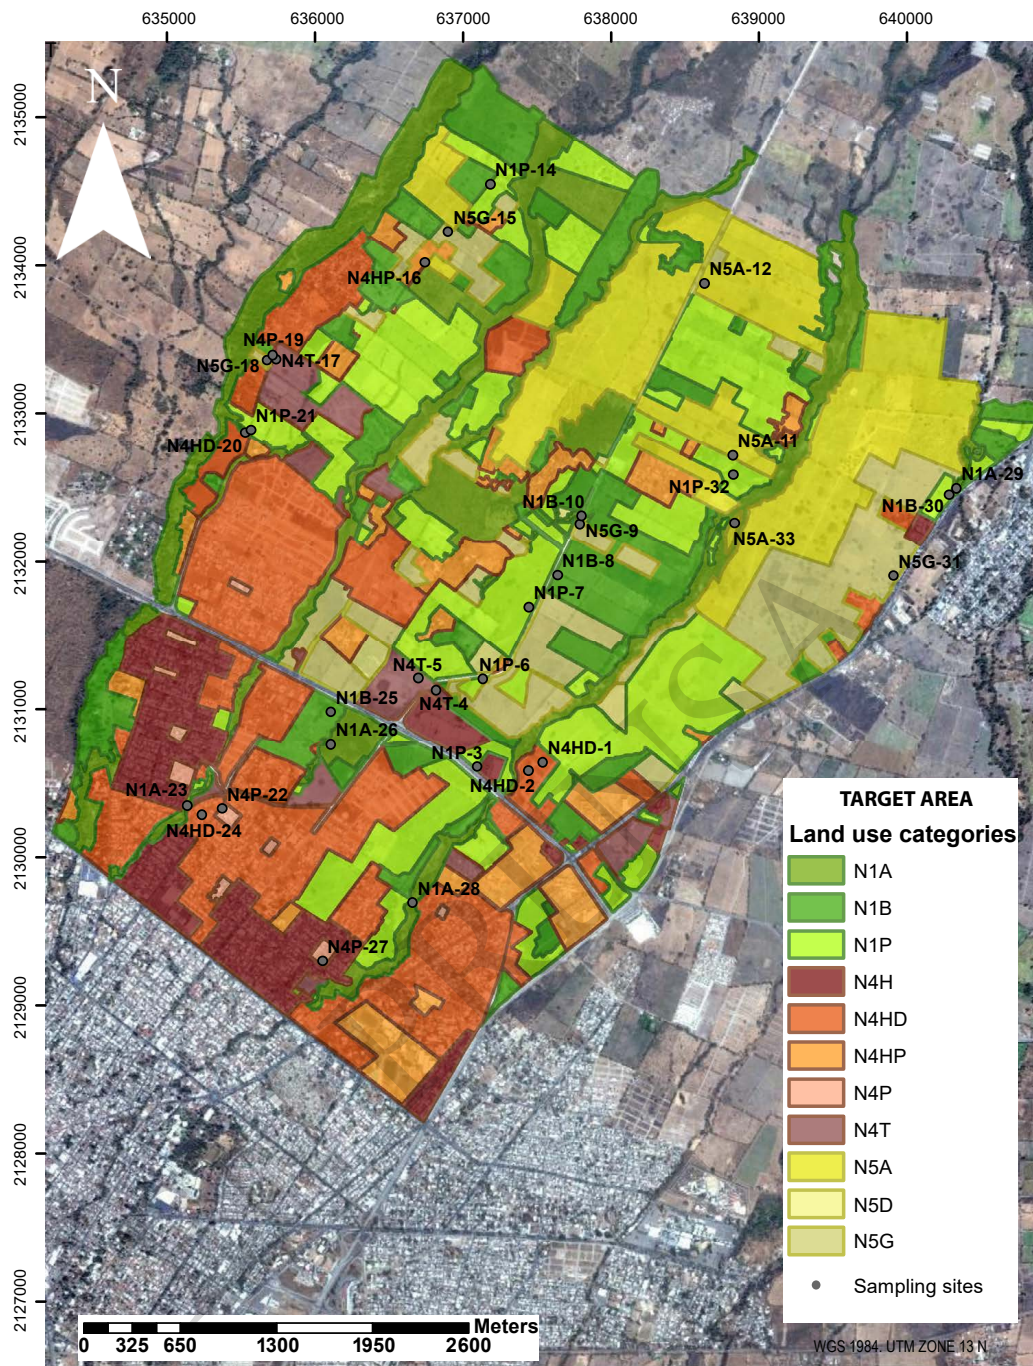 635000 636000 637000 638000 639000 640000
2135000
2134000
2133000
2132000
2131000
2130000
2129000
2128000
2127000
N
N1P-14
N5G-15
N4HP-16
N5A-12
N4P-19
N5G-18
N4T-17
N1P-21
N4HD-20
N5A-11
N1P-32
N1A-29
N1B-30
N1B-10
N5G-9
N5A-33
N1B-8
N5G-31
N1P-7
N4T-5
N1P-6
N4T-4
N1B-25
N1A-26
N1P-3
N4HD-1
N4HD-2
N1A-23
N4P-22
N4HD-24
N1A-28
N4P-27
TARGET AREA
Land use categories
N1A
N1B
N1P
N4H
N4HD
N4HP
N4P
N4T
N5A
N5D
N5G
Sampling sites
Meters
0 325 650 1300 1950 2600
WGS 1984. UTM ZONE 13 N